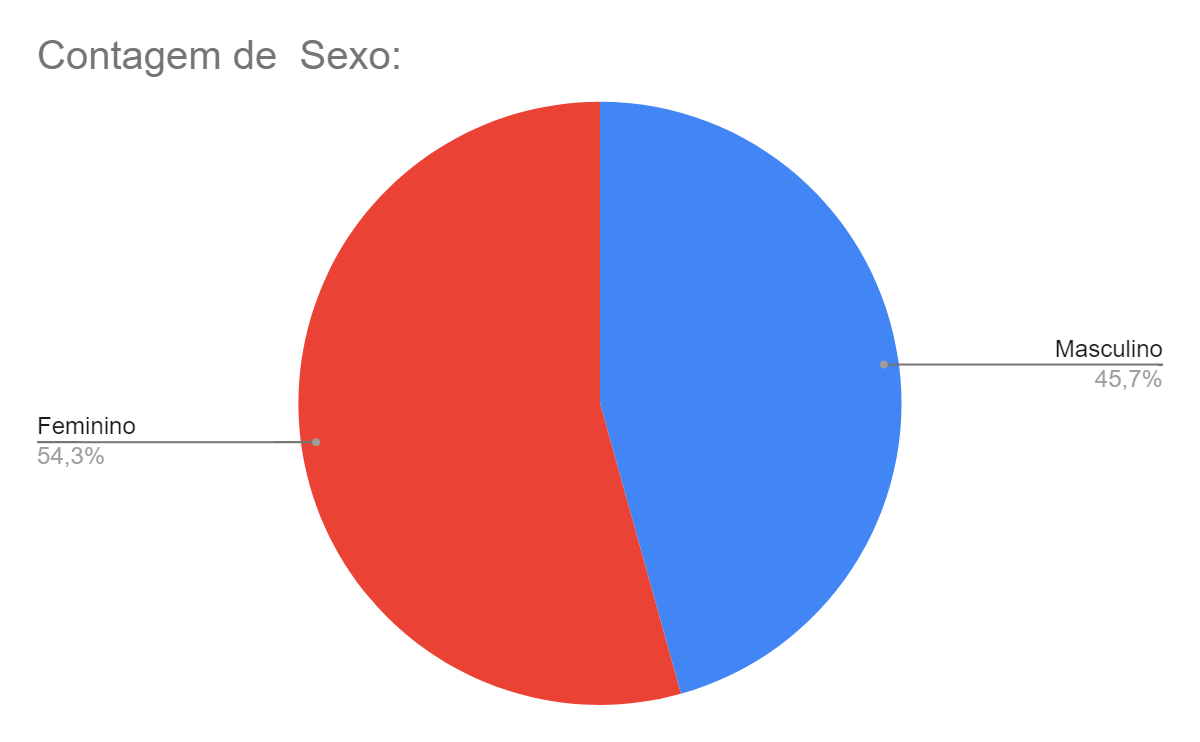 Contagem de  Sexo:
Masculino
45,7%
Feminino
54,3%